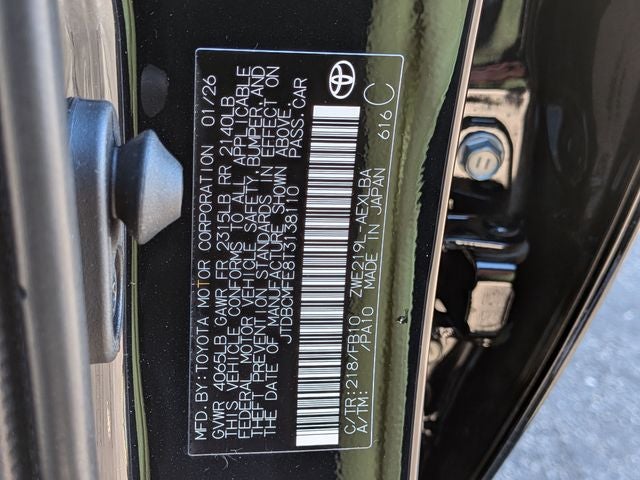 MFD. BY: TOYOTA MOTOR CORPORATION 01/26
GVWR 4065LB GAWR FR 2315LB RR 2140LB
THIS VEHICLE CONFORMS TO ALL APPLICABLE
FEDERAL MOTOR VEHICLE SAFETY, BUMPER, AND
THEFT PREVENTION STANDARDS IN EFFECT ON
THE DATE OF MANUFACTURE SHOWN ABOVE.
JTDBCMFE8T3138110 PASS. CAR
C/TR: 218/FB10 ZWE219L-AEXLBA
A/TM: /PA10 MADE IN JAPAN 616 C